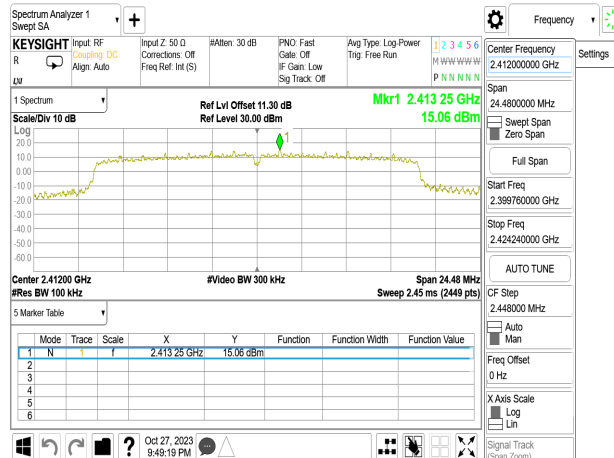 Spectrum Analyzer 1
Swept SA
Frequency
KEYSIGHT
R
Input: RF
Coupling: DC
Align: Auto
Input Z: 50 Ω
Corrections: Off
Freq Ref: Int (S)
#Atten: 30 dB
PNO: Fast
Gate: Off
IF Gain: Low
Sig Track: Off
Avg Type: Log-Power
Trig: Free Run
1 2 3 4 5 6
M W W W W W
P N N N N N
Center Frequency
2.412000000 GHz
Settings
Span
24.4800000 MHz
Swept Span
Zero Span
Full Span
Start Freq
2.399760000 GHz
Stop Freq
2.424240000 GHz
AUTO TUNE
CF Step
2.448000 MHz
Auto
Man
Freq Offset
0 Hz
X Axis Scale
Log
Lin
Signal Track
(Span Zoom)
1 Spectrum
Scale/Div 10 dB
Ref Lvl Offset 11.30 dB
Ref Level 30.00 dBm
Mkr1 2.413 25 GHz
15.06 dBm
Log
20.0
10.0
0.00
-10.0
-20.0
-30.0
-40.0
-50.0
-60.0
1
Center 2.41200 GHz
#Res BW 100 kHz
#Video BW 300 kHz
Span 24.48 MHz
Sweep 2.45 ms (2449 pts)
5 Marker Table
Mode Trace Scale X Y Function Function Width Function Value
1 N 1 f 2.413 25 GHz 15.06 dBm
2
3
4
5
6
?
Oct 27, 2023
9:49:19 PM